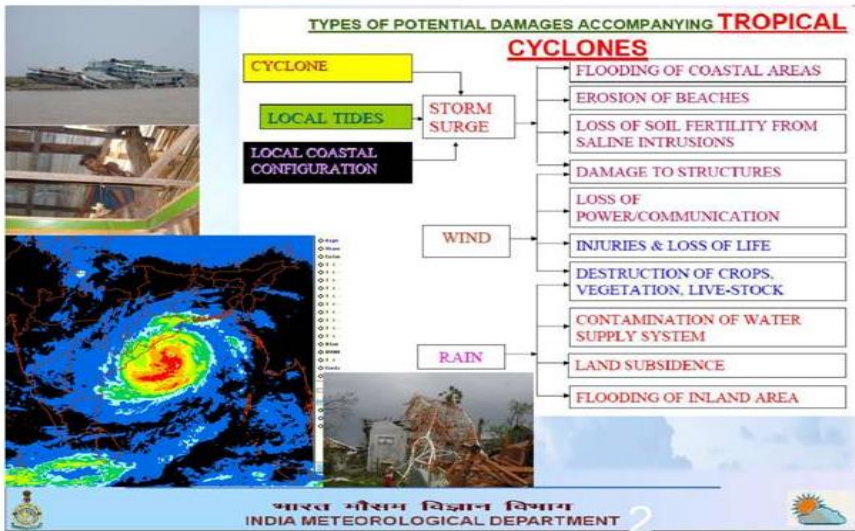 TYPES OF POTENTIAL DAMAGES ACCOMPANYING TROPICAL
CYCLONES
CYCLONE
LOCAL TIDES
LOCAL COASTAL
CONFIGURATION
STORM
SURGE
WIND
RAIN
FLOODING OF COASTAL AREAS
EROSION OF BEACHES
LOSS OF SOIL FERTILITY FROM
SALINE INTRUSIONS
DAMAGE TO STRUCTURES
LOSS OF
POWER/COMMUNICATION
INJURIES & LOSS OF LIFE
DESTRUCTION OF CROPS,
VEGETATION, LIVE-STOCK
CONTAMINATION OF WATER
SUPPLY SYSTEM
LAND SUBSIDENCE
FLOODING OF INLAND AREA
भारत मौसम विज्ञान विभाग
INDIA METEOROLOGICAL DEPARTMENT 2